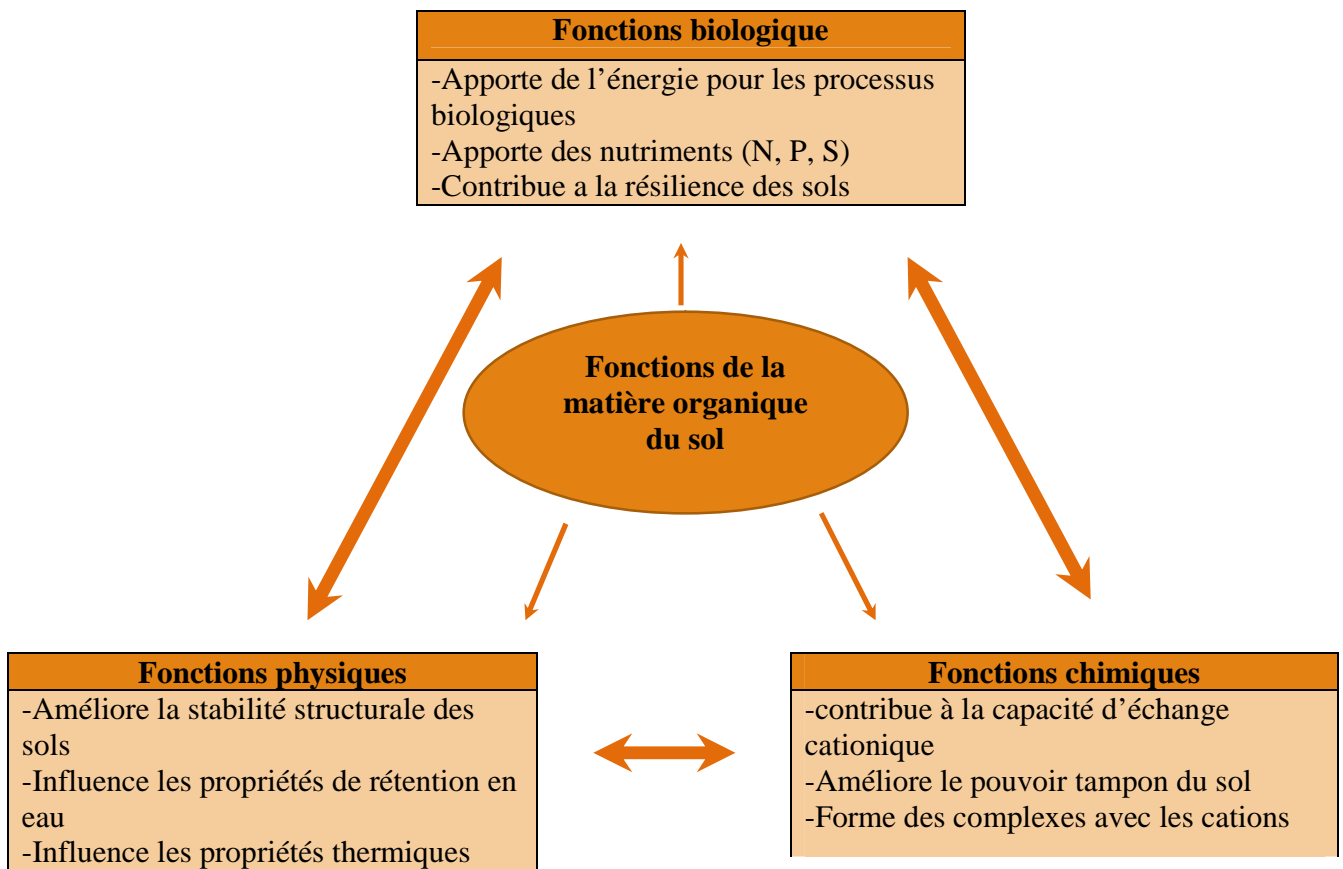 Fonctions biologique
-Apporte de l’énergie pour les processus
biologiques
-Apporte des nutriments (N, P, S)
-Contribue a la résilience des sols
Fonctions de la
matière organique
du sol
Fonctions physiques
-Améliore la stabilité structurale des
sols
-Influence les propriétés de rétention en
eau
-Influence les propriétés thermiques
Fonctions chimiques
-contribue à la capacité d’échange
cationique
-Améliore le pouvoir tampon du sol
-Forme des complexes avec les cations